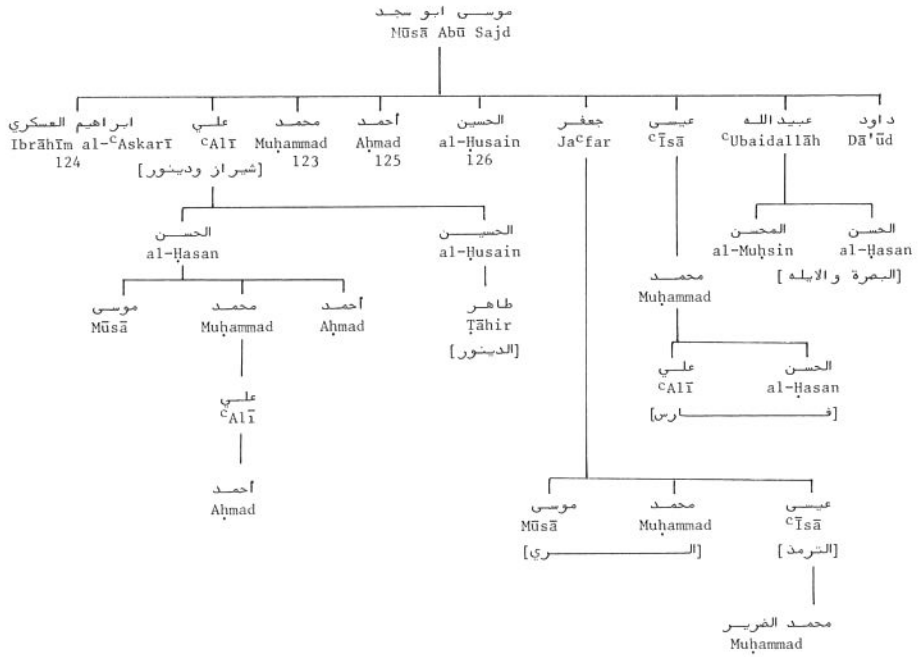 موسى ابو سجد
Mūsā Abū Sajd
ابراهيم العسكري
Ibrāhīm al-ᶜAskarī
124
علي
ᶜAlī
[شيراز ودينور]
محمد
Muḥammad
123
أحمد
Aḥmad
125
الحسين
al-Ḥusain
126
جعفر
Jaᶜfar
عيسى
ᶜĪsā
عبيد الله
ᶜUbaidallāh
داود
Dā'ūd
الحسن
al-Ḥasan
الحسين
al-Ḥusain
المحسن
al-Muḥsin
الحسن
al-Ḥasan
[البصرة والايله]
موسى
Mūsā
محمد
Muḥammad
أحمد
Aḥmad
طاهر
Ṭāhir
[الدينور]
محمد
Muḥammad
علي
ᶜAlī
الحسن
al-Ḥasan
[فارس]
علي
ᶜAlī
أحمد
Aḥmad
موسى
Mūsā
محمد
Muḥammad
[الري]
عيسى
ᶜĪsā
[الترمذ]
محمد الضرير
Muḥammad